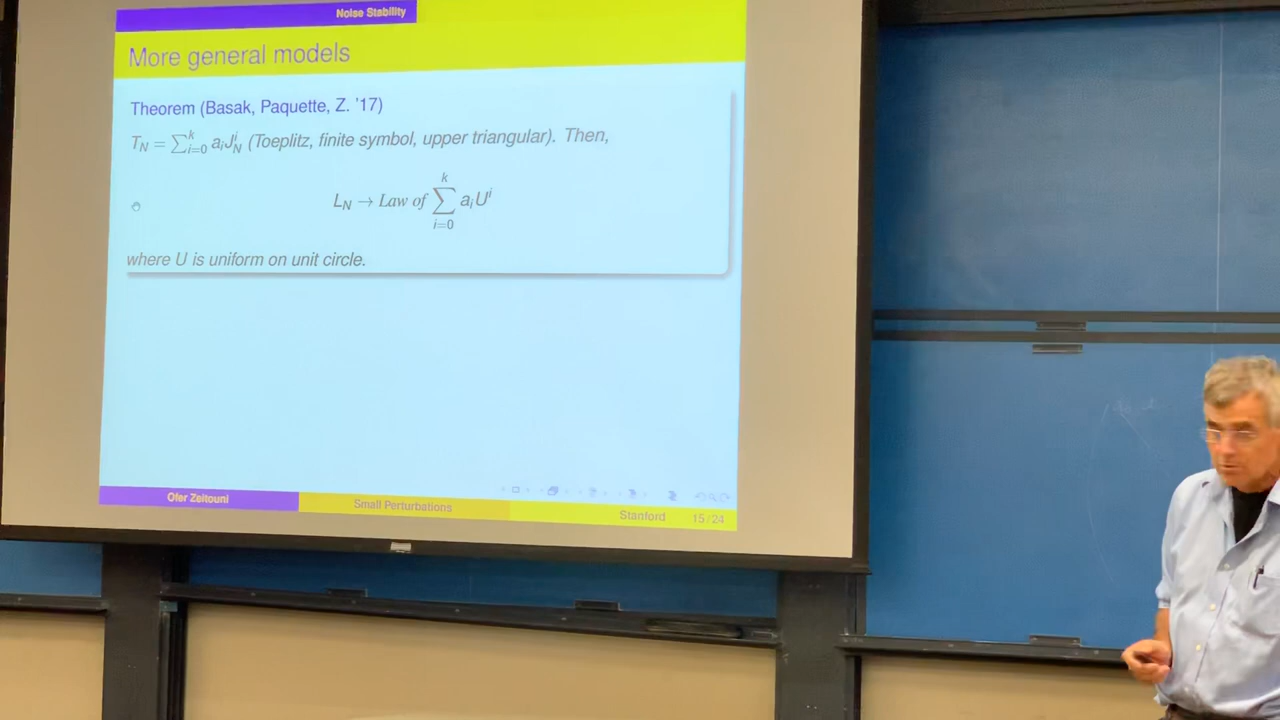 Noise Stability
More general models
Theorem (Basak, Paquette, Z. '17)
T_N = ∑_{i=0}^{k} a_i J_N^i (Toeplitz, finite symbol, upper triangular). Then,
L_N → Law of ∑_{i=0}^{k} a_i U^i
where U is uniform on unit circle.
Ofer Zeitouni Small Perturbations Stanford 15/24